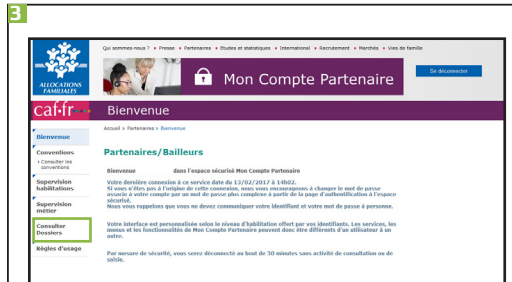 3
Qui sommes-nous ? • Presse • Partenaires • Etudes et statistiques • International • Recrutement • Marchés • Vies de famille
Mon Compte Partenaire
Se déconnecter
ALLOCATIONS
FAMILIALES
caf.fr
Bienvenue
Accueil > Partenaires > Bienvenue
Bienvenue
Conventions
› Consulter les
conventions
Supervision
habilitations
Supervision
métier
Consulter
Dossiers
Règles d'usage
Partenaires/Bailleurs
Bienvenue dans l'espace sécurisé Mon Compte Partenaire
Votre dernière connexion à ce service date du 13/02/2017 à 14h02.
Si vous n'êtes pas à l'origine de cette connexion, nous vous encourageons à changer le mot de passe
associé à votre compte par un mot de passe plus complexe à partir de la page d'authentification à l'espace
sécurisé.
Nous vous rappelons que vous ne devez communiquer votre identifiant et votre mot de passe à personne.
Votre interface est personnalisée selon le niveau d'habilitation offert par vos identifiants. Les services, les
menus et les fonctionnalités de Mon Compte Partenaire peuvent donc être différents d'un utilisateur à un
autre.
Par mesure de sécurité, vous serez déconnecté au bout de 30 minutes sans activité de consultation ou de
saisie.